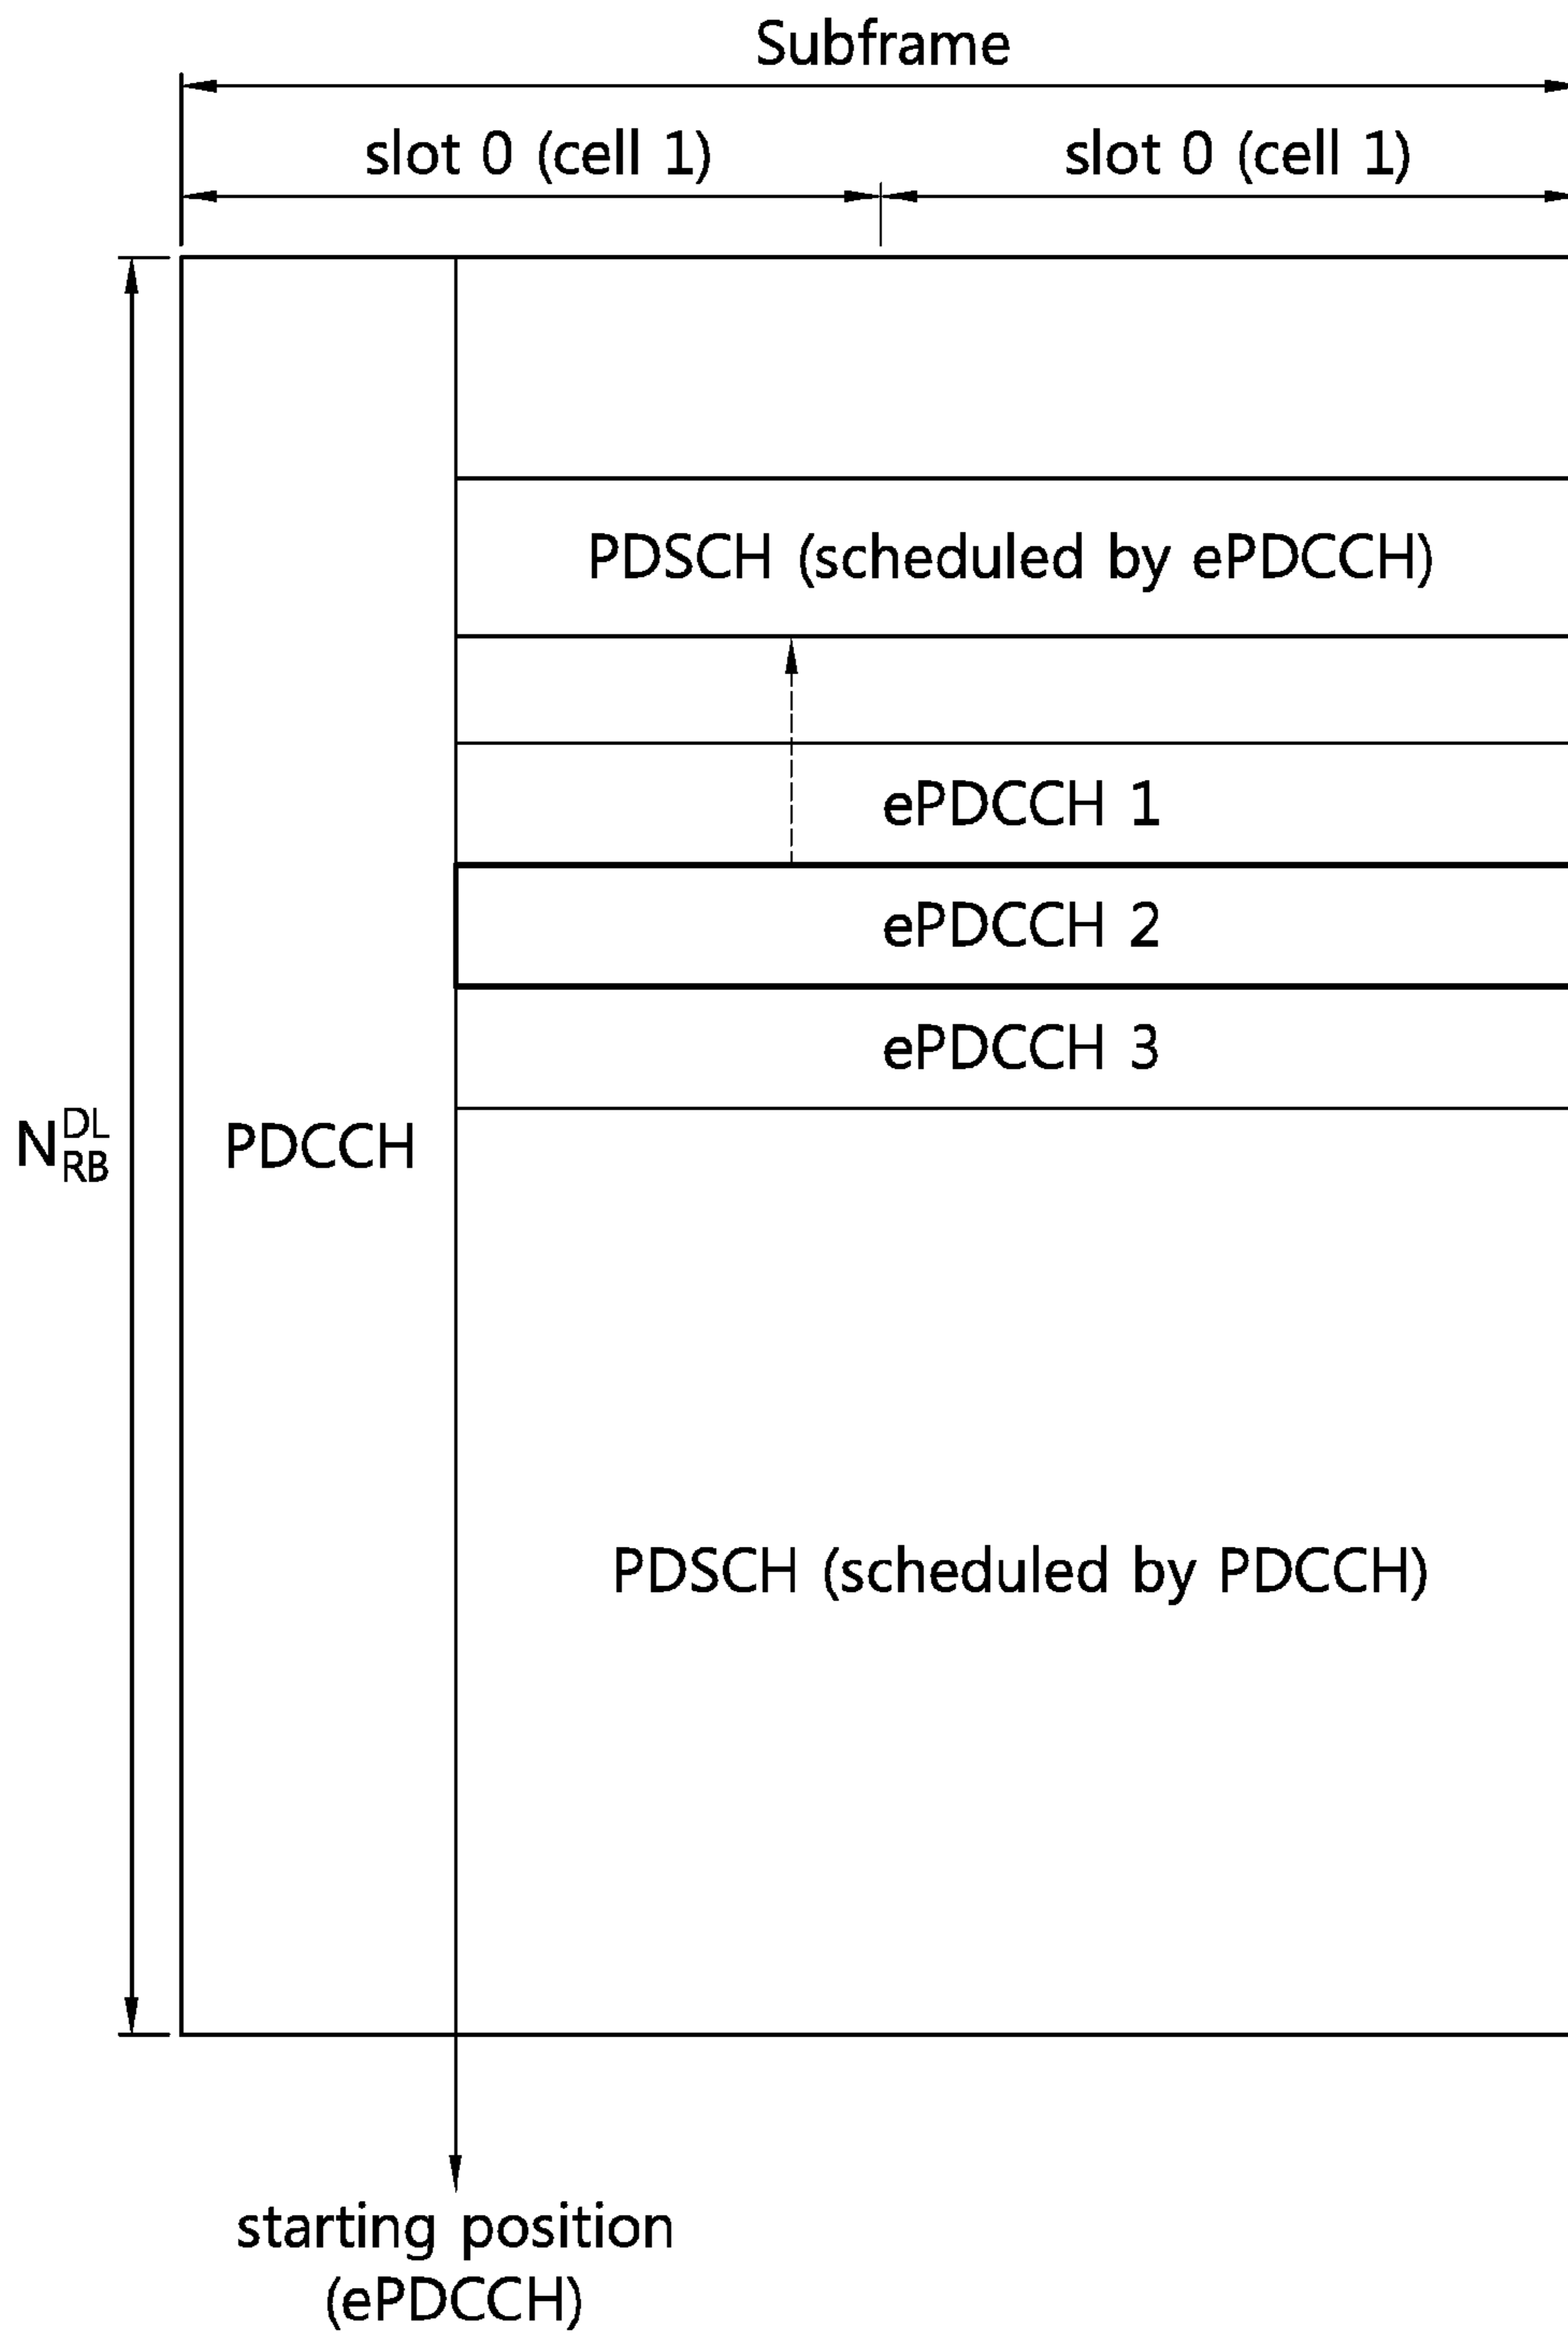 Subframe
slot 0 (cell 1) slot 0 (cell 1)
PDSCH (scheduled by ePDCCH)
ePDCCH 1
ePDCCH 2
ePDCCH 3
N DL RB
PDCCH
PDSCH (scheduled by PDCCH)
starting position
(ePDCCH)